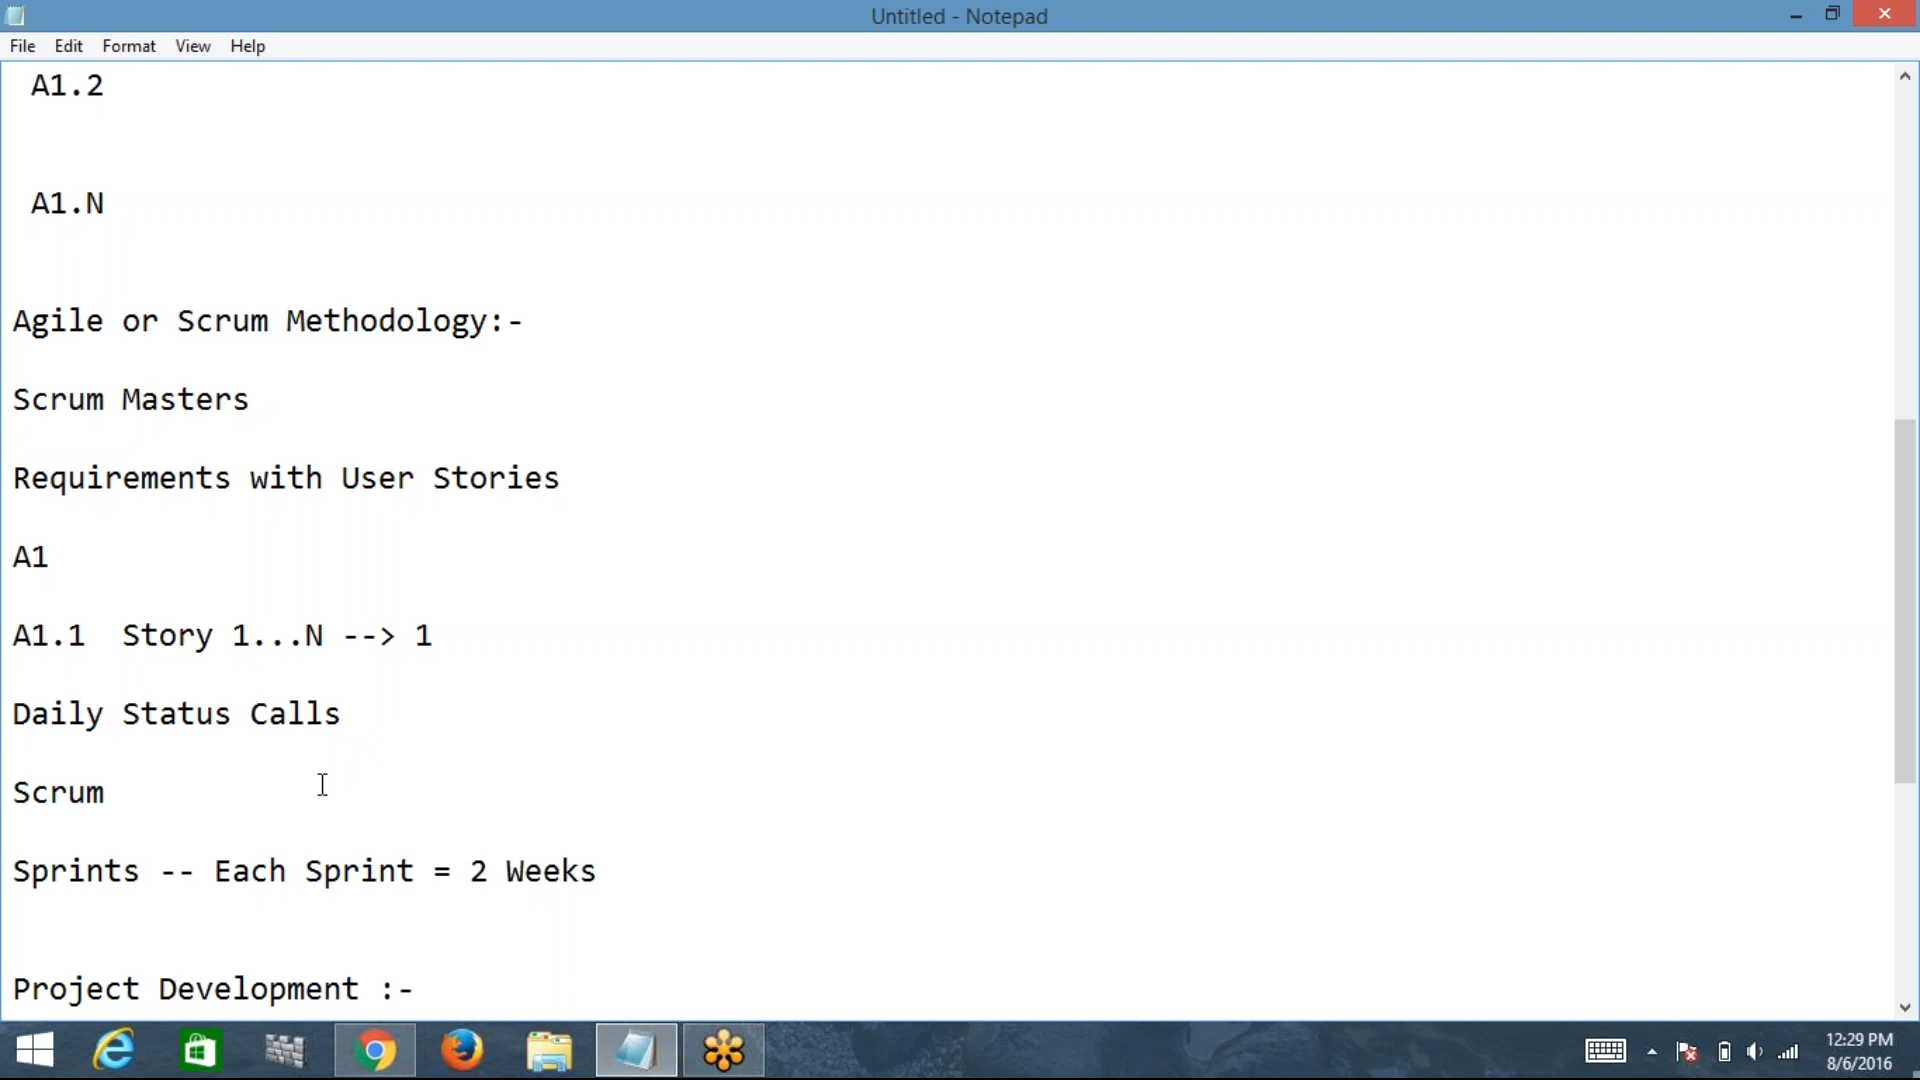 Untitled - Notepad
File Edit Format View Help
A1.2
A1.N
Agile or Scrum Methodology:-
Scrum Masters
Requirements with User Stories
A1
A1.1  Story 1...N --> 1
Daily Status Calls
Scrum
Sprints -- Each Sprint = 2 Weeks
Project Development :-
12:29 PM
8/6/2016